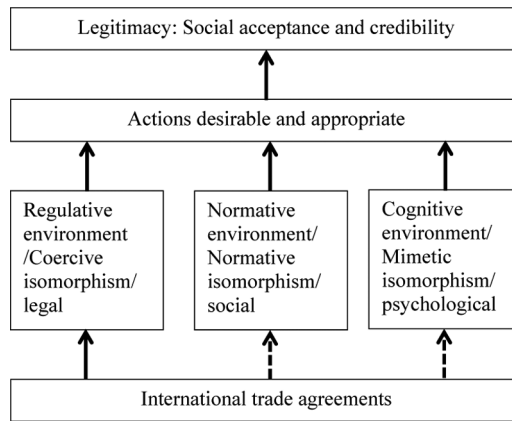 Legitimacy: Social acceptance and credibility
Actions desirable and appropriate
Regulative
environment
/Coercive
isomorphism/
legal
Normative
environment/
Normative
isomorphism/
social
Cognitive
environment/
Mimetic
isomorphism/
psychological
International trade agreements